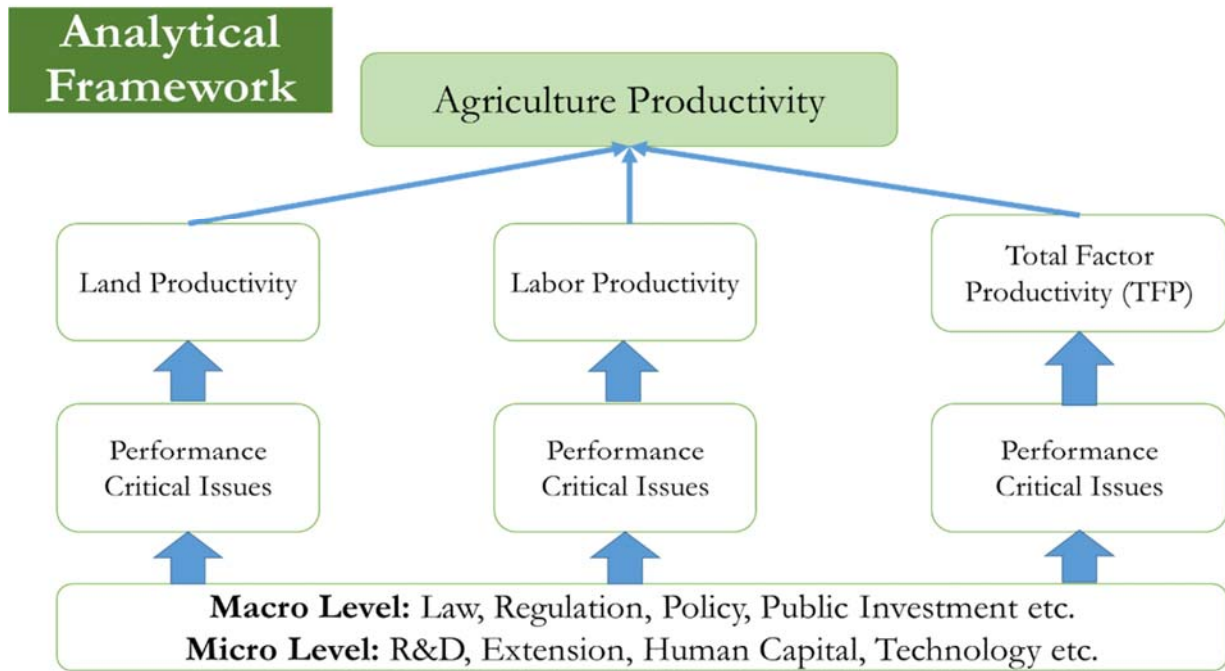 Analytical
Framework
Agriculture Productivity
Land Productivity
Labor Productivity
Total Factor
Productivity (TFP)
Performance
Critical Issues
Performance
Critical Issues
Performance
Critical Issues
Macro Level: Law, Regulation, Policy, Public Investment etc.
Micro Level: R&D, Extension, Human Capital, Technology etc.